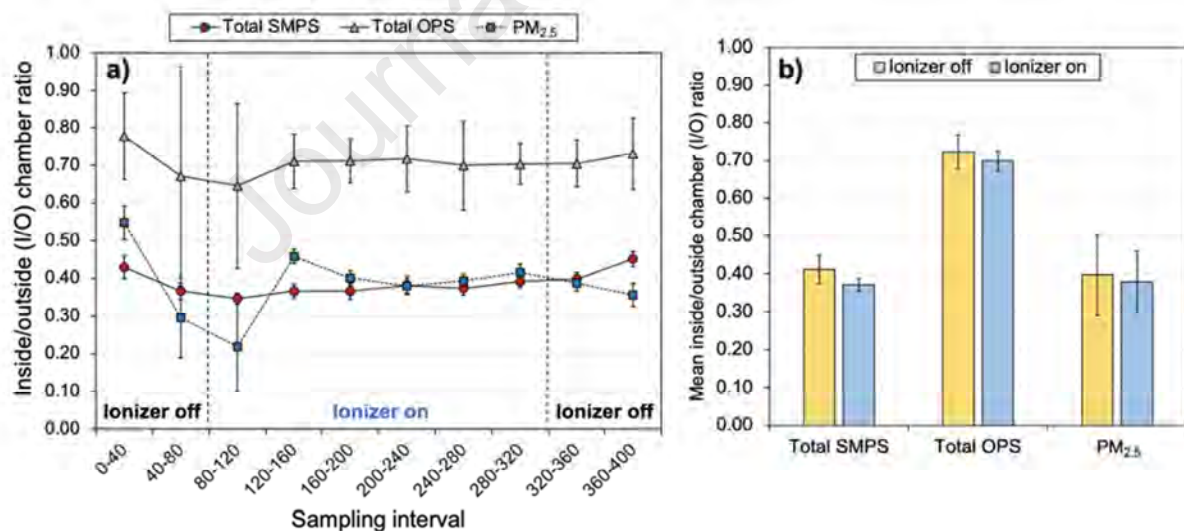 Total SMPS Total OPS PM2.5
Journa
a)
Inside/outside (I/O) chamber ratio
1.00
0.90
0.80
0.70
0.60
0.50
0.40
0.30
0.20
0.10
0.00
Ionizer off Ionizer on Ionizer off
0-40 40-80 80-120 120-160 160-200 200-240 240-280 280-320 320-360 360-400
Sampling interval
b)
Ionizer off Ionizer on
Mean inside/outside chamber (I/O) ratio
1.00
0.90
0.80
0.70
0.60
0.50
0.40
0.30
0.20
0.10
0.00
Total SMPS Total OPS PM2.5